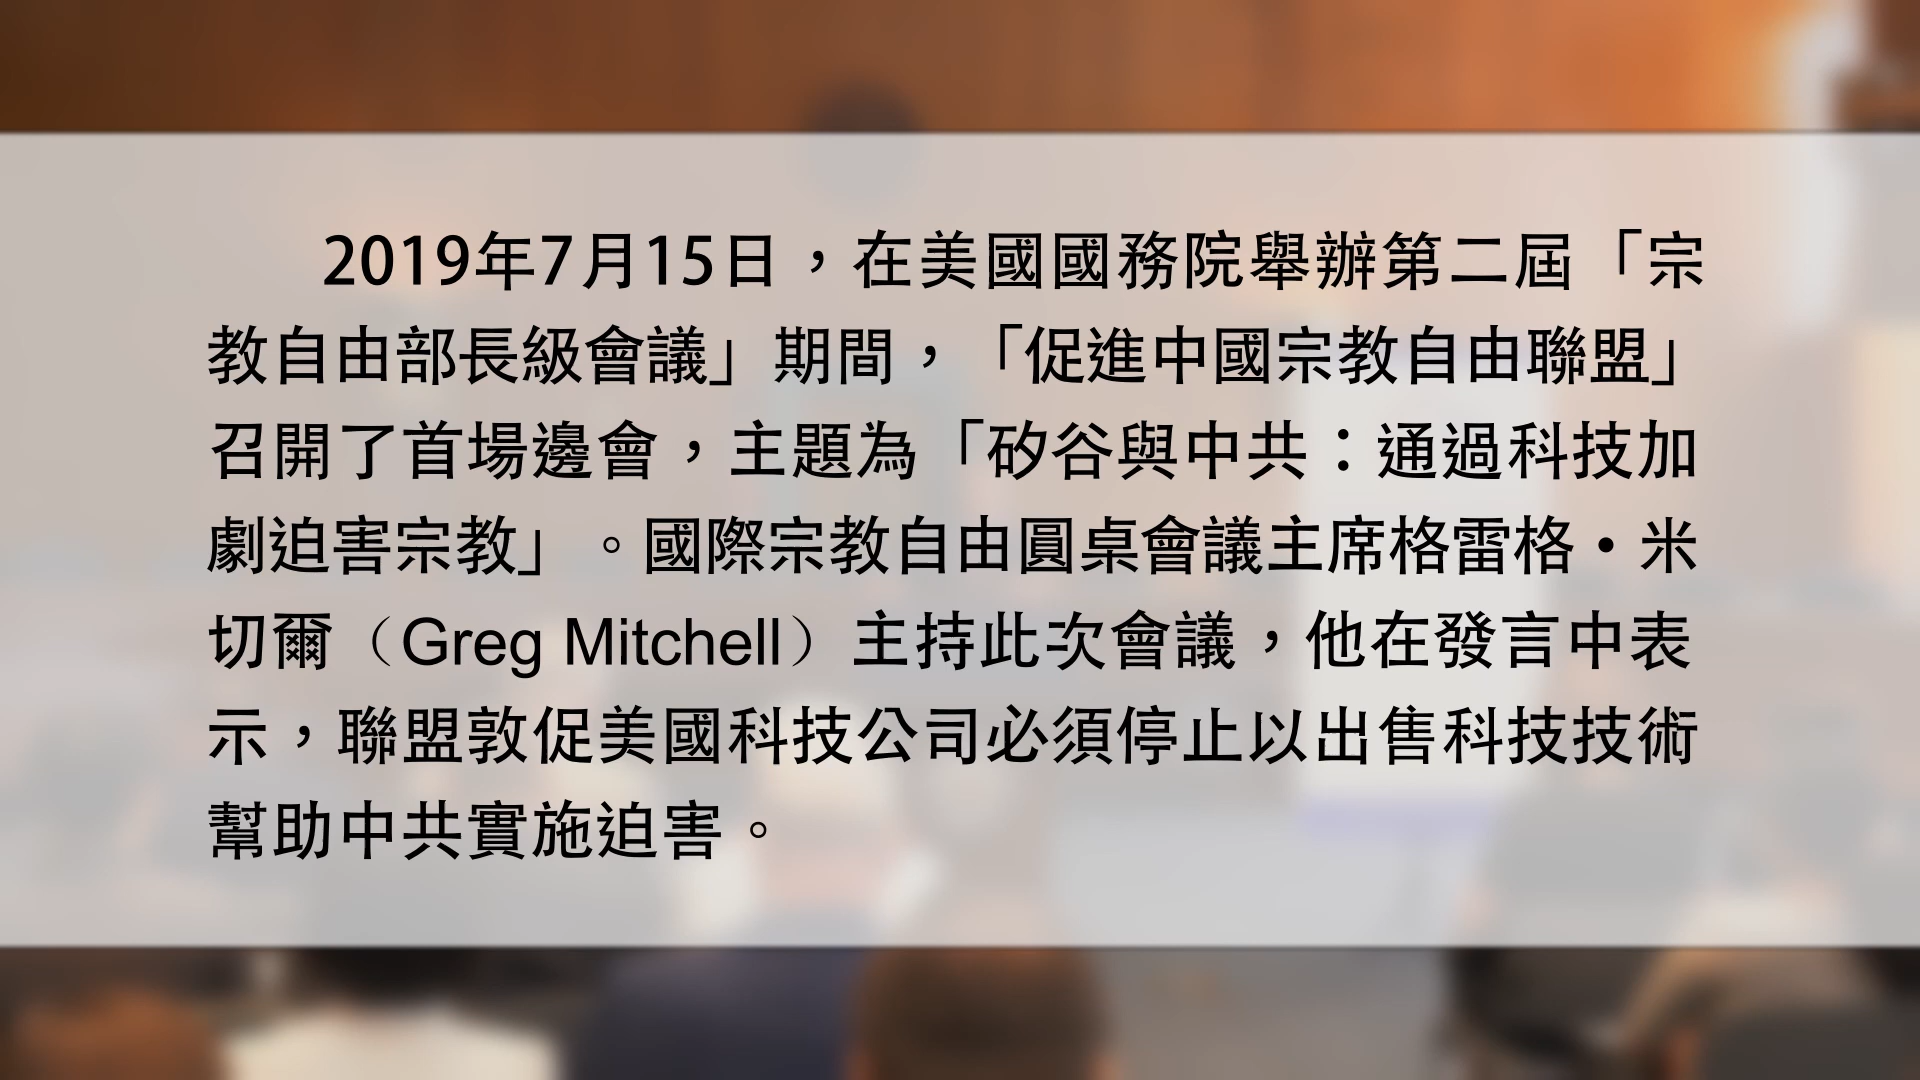 2019年7月15日，在美國國務院舉辦第二屆「宗
教自由部長級會議」期間，「促進中國宗教自由聯盟」
召開了首場邊會，主題為「矽谷與中共：通過科技加
劇迫害宗教」。國際宗教自由圓桌會議主席格雷格•米
切爾（Greg Mitchell）主持此次會議，他在發言中表
示，聯盟敦促美國科技公司必須停止以出售科技技術
幫助中共實施迫害。